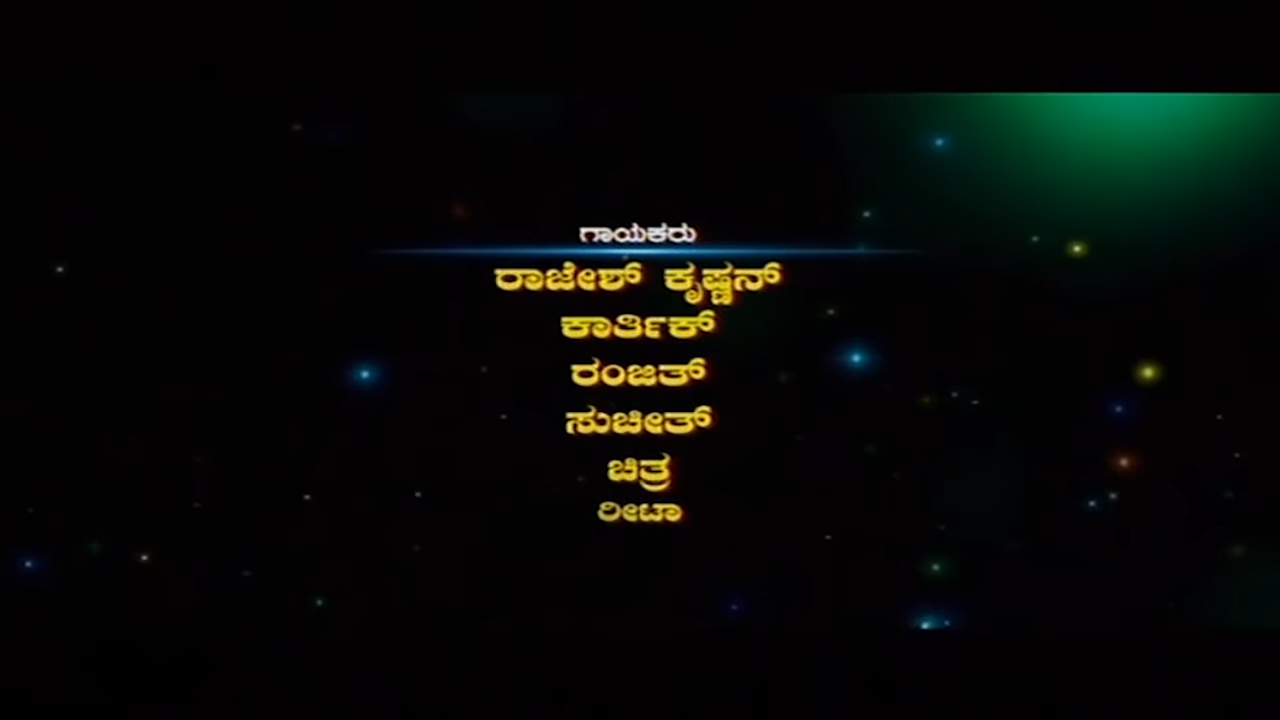 ಗಾಯಕರು
ರಾಜೇಶ್ ಕೃಷ್ಣನ್
ಕಾರ್ತಿಕ್
ರಂಜಿತ್
ಸುಚೀತ್
ಚಿತ್ರ
ರೀಟಾ